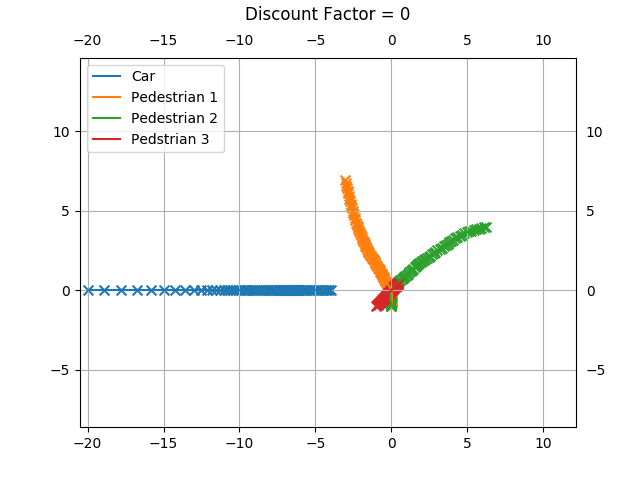 Discount Factor = 0
−20 −15 −10 −5 0 5 10
Car
Pedestrian 1
Pedestrian 2
Pedstrian 3
10 10
5 5
0 0
−5 −5
−20 −15 −10 −5 0 5 10